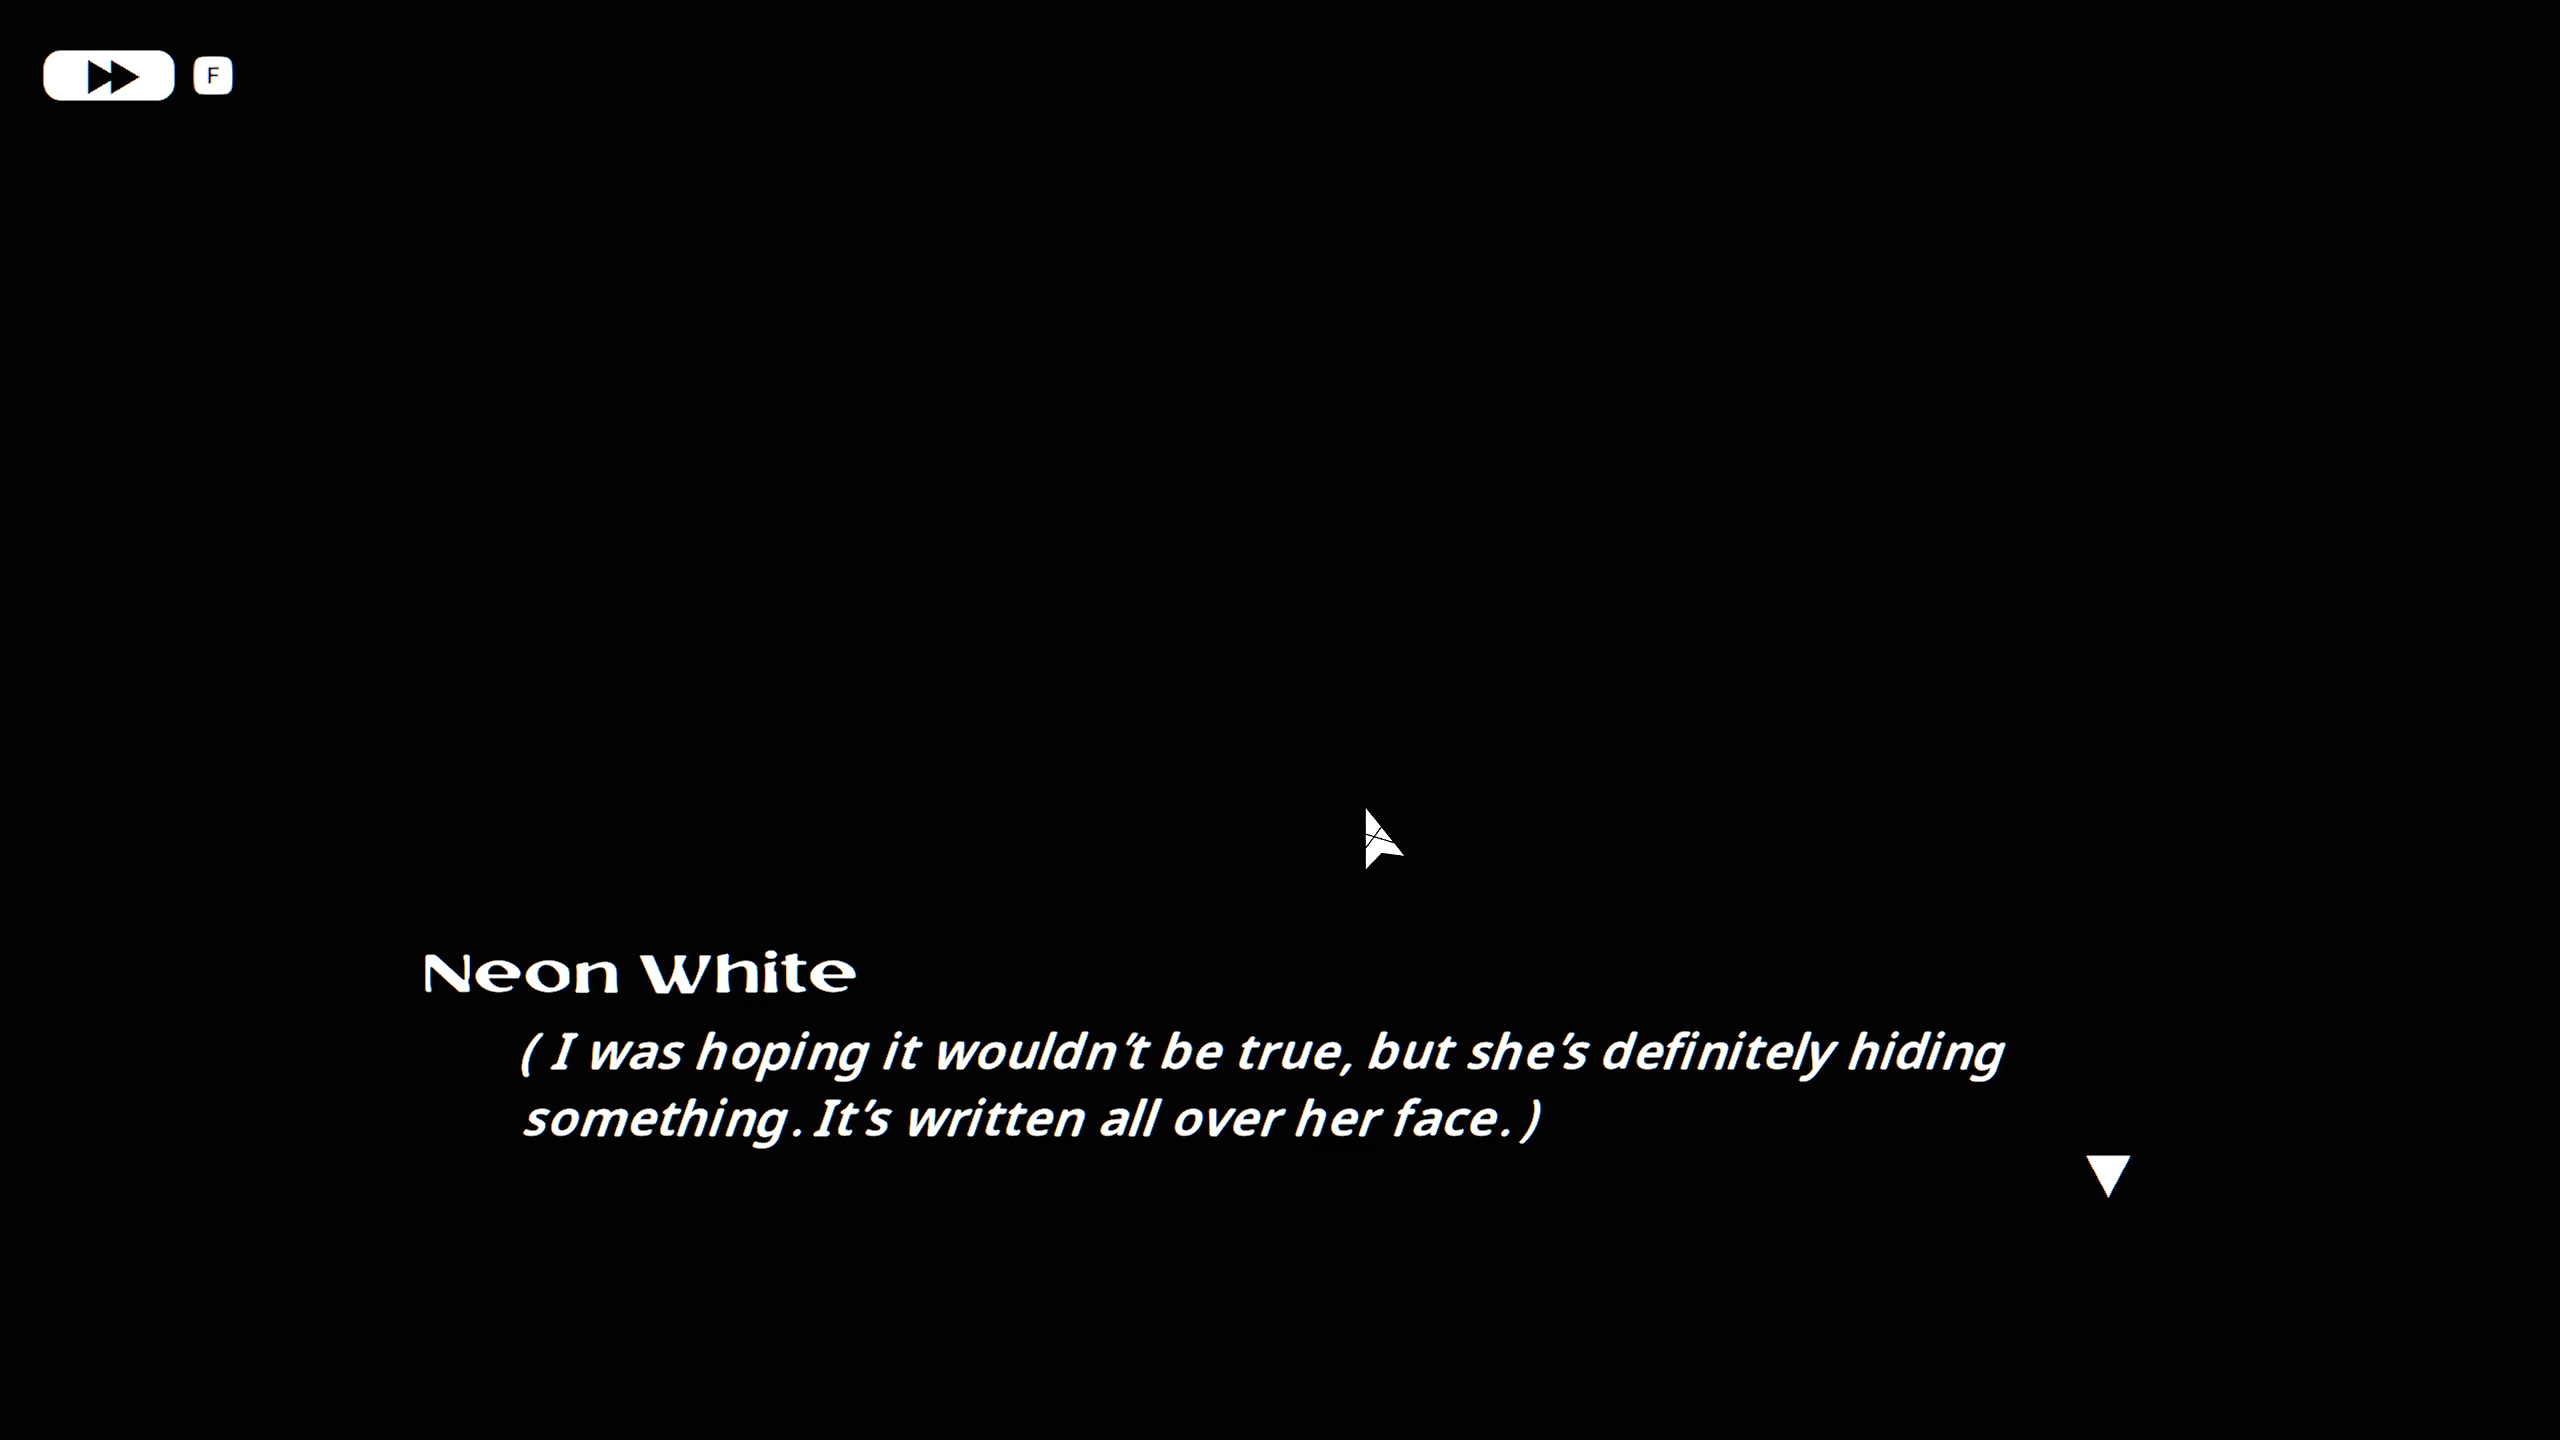 F
Neon White
( I was hoping it wouldn't be true, but she's definitely hiding
something. It's written all over her face. )